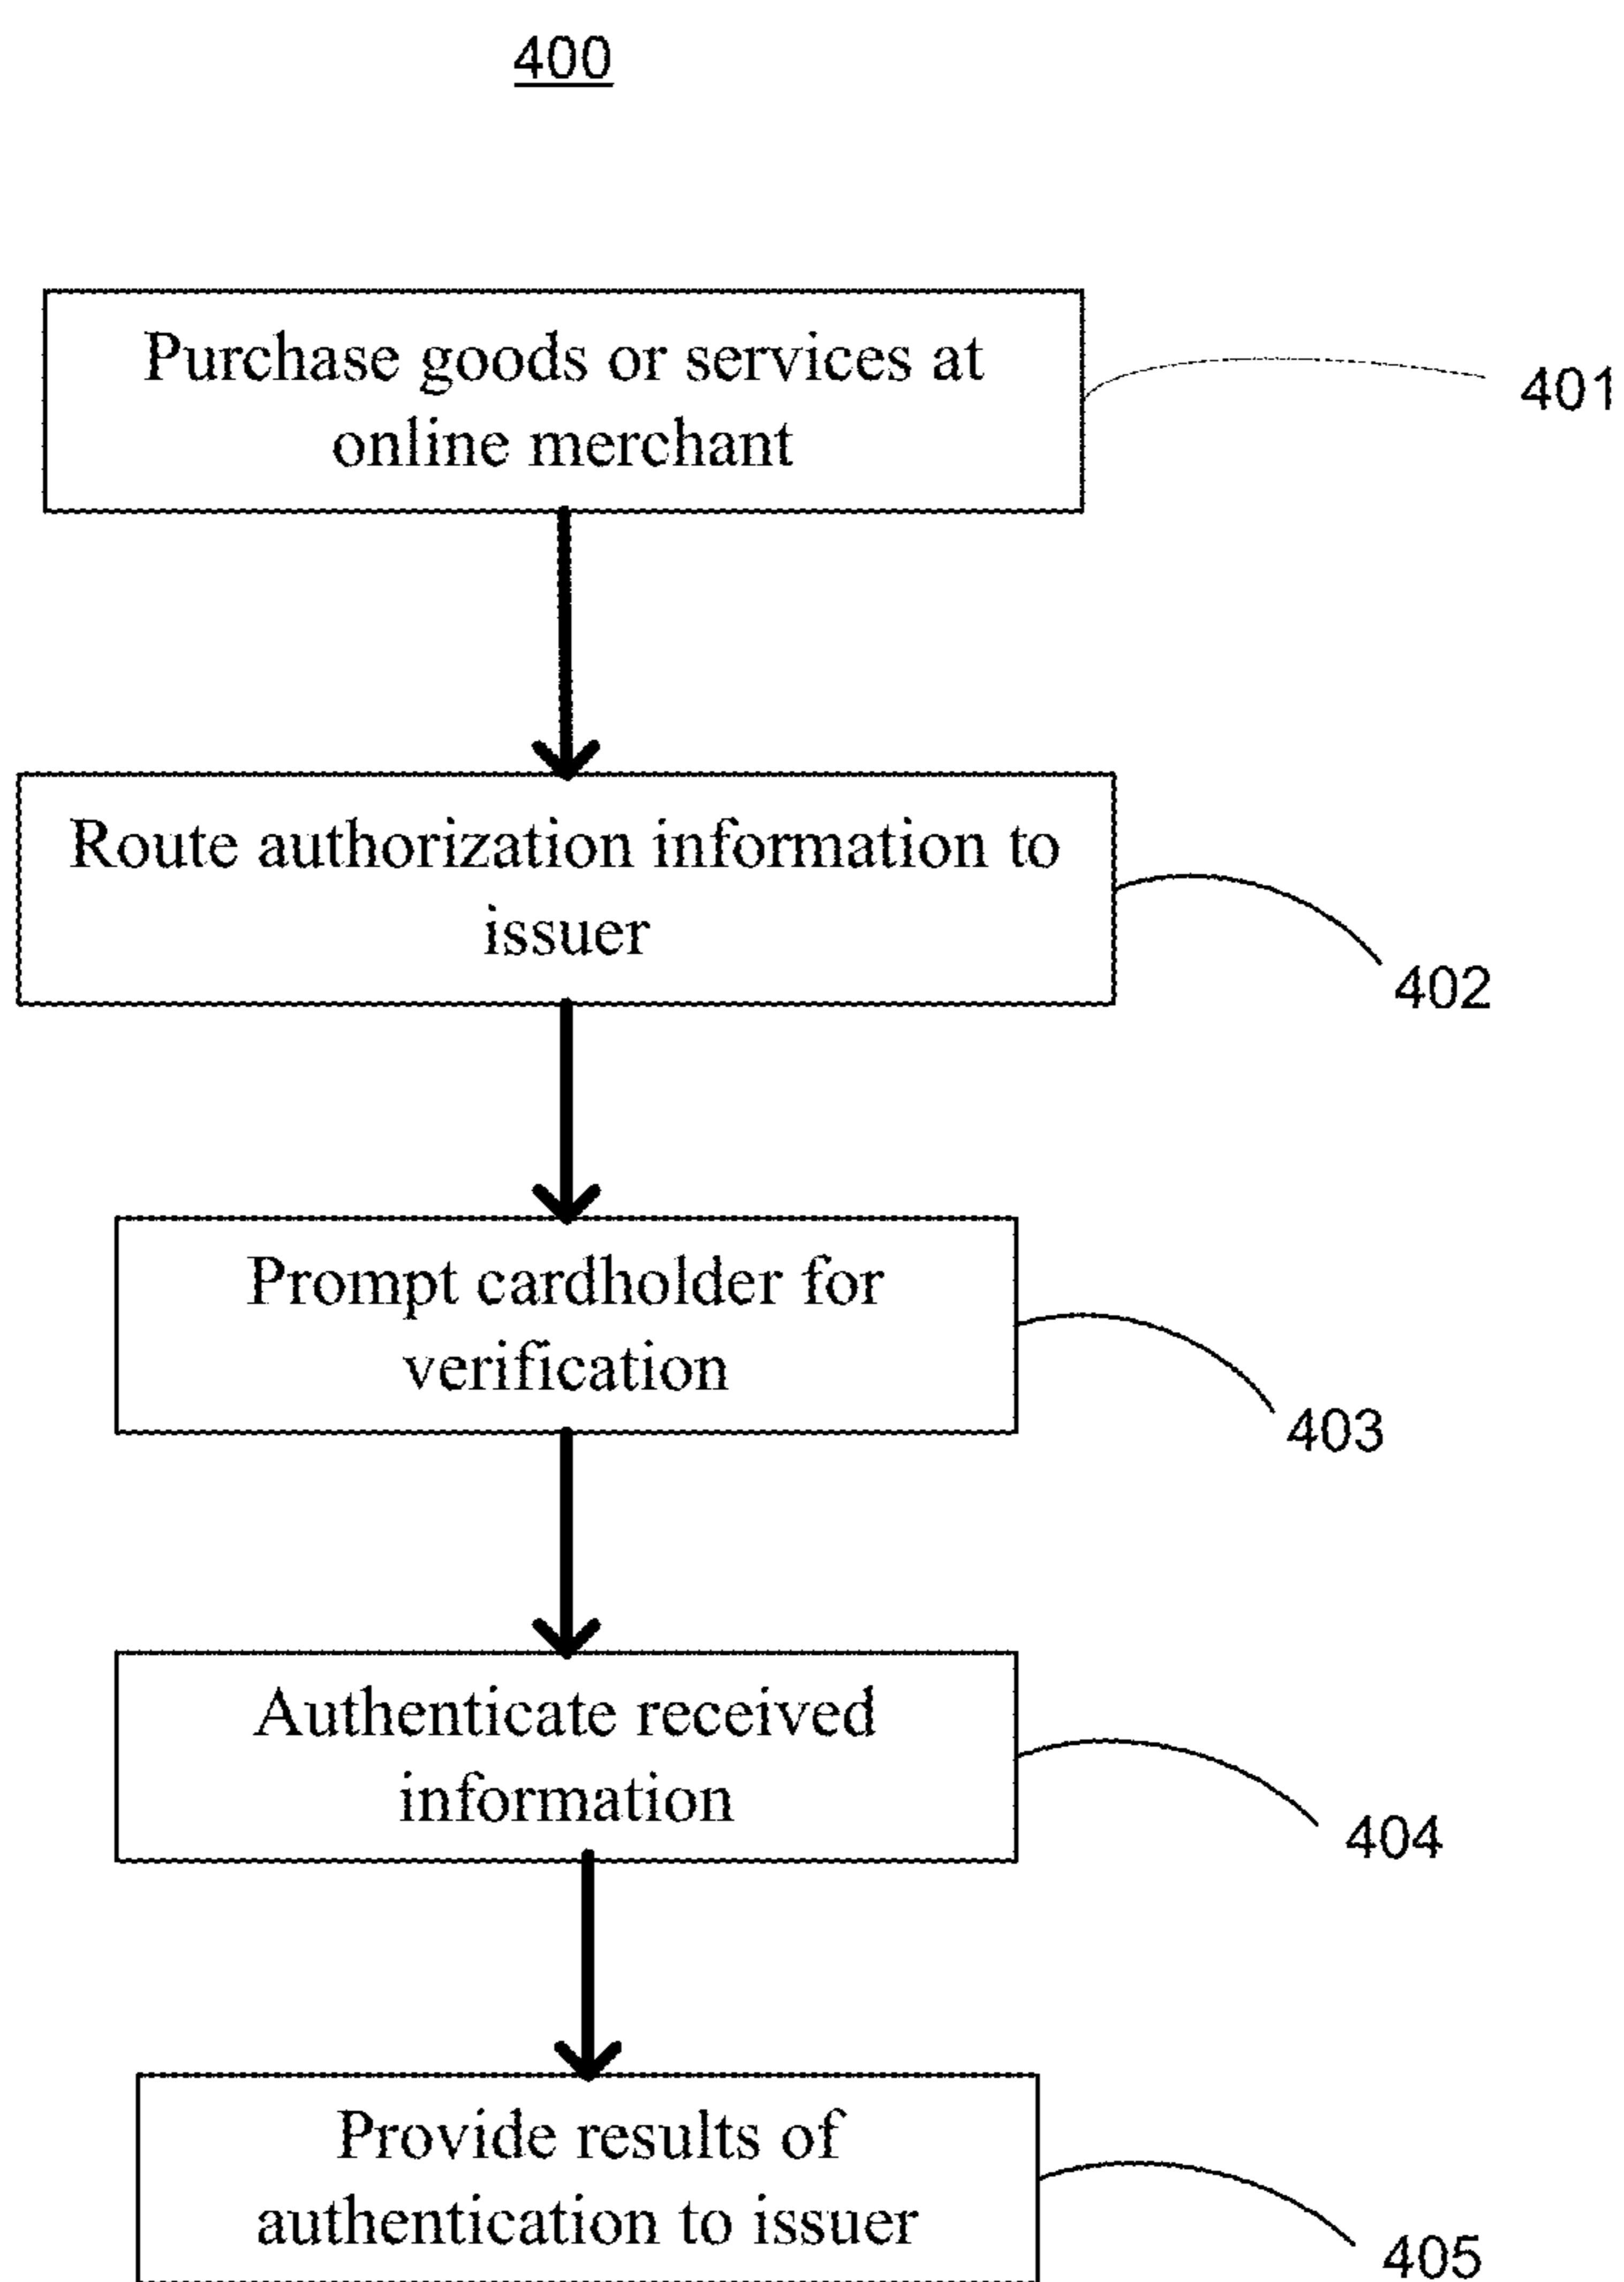 400
Purchase goods or services at
online merchant
401
Route authorization information to
issuer
402
Prompt cardholder for
verification
403
Authenticate received
information
404
Provide results of
authentication to issuer
405